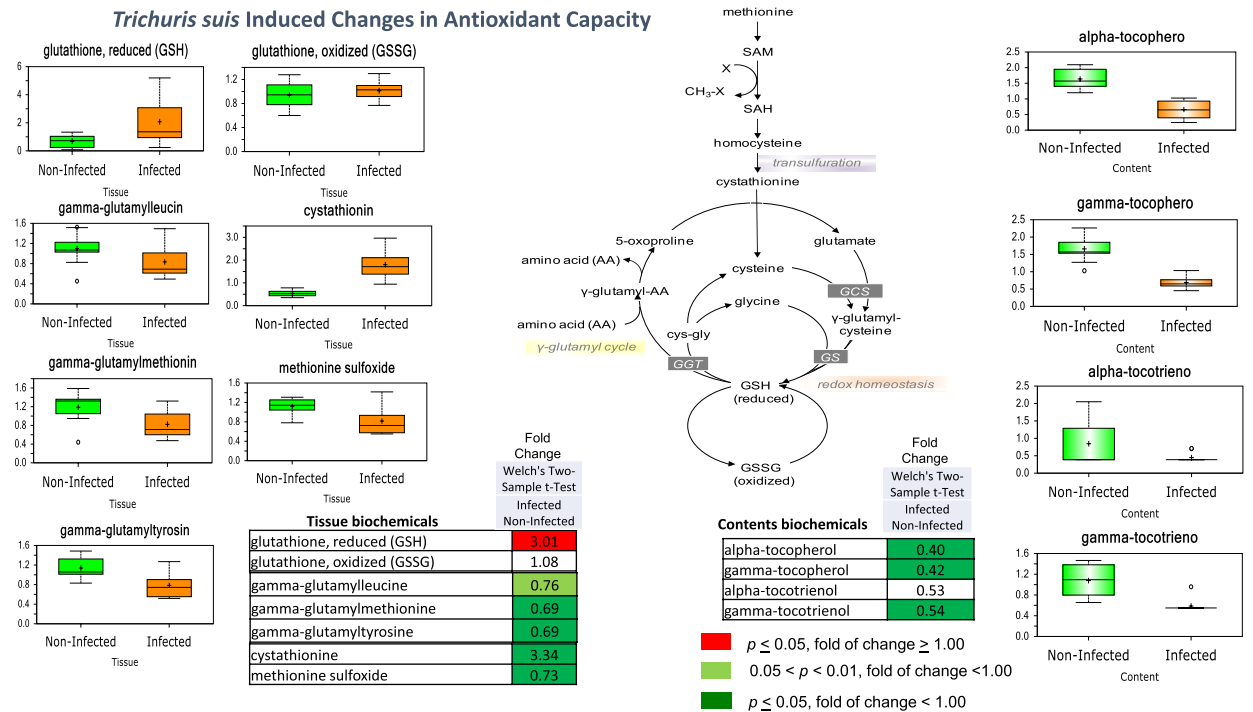 Trichuris suis Induced Changes in Antioxidant Capacity
glutathione, reduced (GSH)
6
4
2
0
Non-Infected Infected
Tissue
glutathione, oxidized (GSSG)
1.2
0.8
0.4
0.0
Non-Infected Infected
Tissue
gamma-glutamylleucin
1.6
1.2
0.8
0.4
0.0
Non-Infected Infected
Tissue
cystathionin
3.0
2.0
1.0
0.0
Non-Infected Infected
Tissue
gamma-glutamylmethionin
1.6
1.2
0.8
0.4
0.0
Non-Infected Infected
Tissue
methionine sulfoxide
1.6
1.2
0.8
0.4
0.0
Non-Infected Infected
Tissue
gamma-glutamyltyrosin
1.6
1.2
0.8
0.4
0.0
Non-Infected Infected
Tissue
Fold
Change
Welch's Two-
Sample t-Test
Infected
Non-Infected
Tissue biochemicals
glutathione, reduced (GSH) 3.01
glutathione, oxidized (GSSG) 1.08
gamma-glutamylleucine 0.76
gamma-glutamylmethionine 0.69
gamma-glutamyltyrosine 0.69
cystathionine 3.34
methionine sulfoxide 0.73
methionine
SAM
X
CH3-X
SAH
homocysteine
transulfuration
cystathionine
5-oxoproline
glutamate
amino acid (AA)
cysteine
γ-glutamyl-AA
GCS
glycine
amino acid (AA)
γ-glutamyl-
cysteine
cys-gly
γ-glutamyl cycle
GGT
GS
GSH
(reduced)
redox homeostasis
GSSG
(oxidized)
Fold
Change
Welch's Two-
Sample t-Test
Infected
Non-Infected
Contents biochemicals
alpha-tocopherol 0.40
gamma-tocopherol 0.42
alpha-tocotrienol 0.53
gamma-tocotrienol 0.54
p < 0.05, fold of change > 1.00
0.05 < p < 0.01, fold of change <1.00
p < 0.05, fold of change < 1.00
alpha-tocophero
2.5
2.0
1.5
1.0
0.5
0.0
Non-Infected Infected
Content
gamma-tocophero
2.5
2.0
1.5
1.0
0.5
0.0
Non-Infected Infected
Content
alpha-tocotrieno
2.5
2.0
1.5
1.0
0.5
0.0
Non-Infected Infected
Content
gamma-tocotrieno
1.6
1.2
0.8
0.4
0.0
Non-Infected Infected
Content